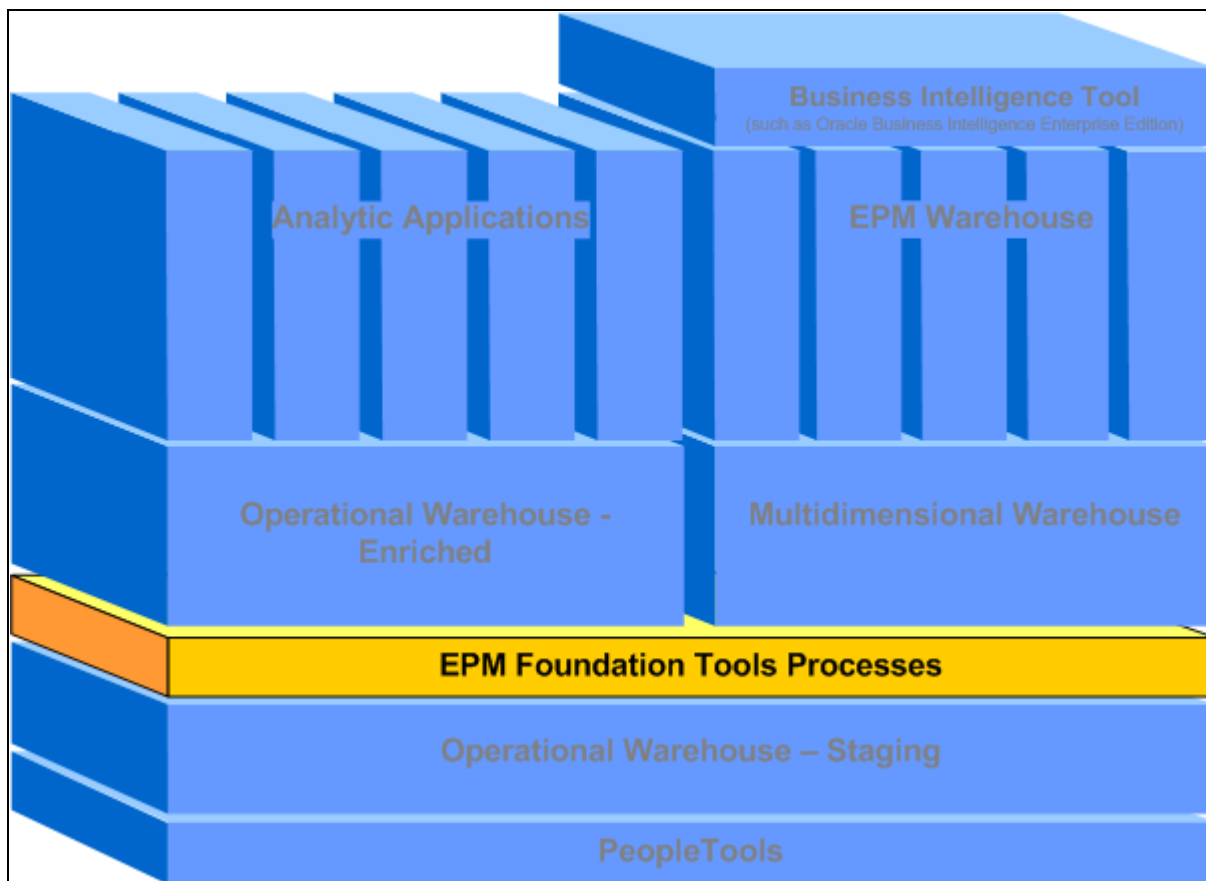 Business Intelligence Tool
(such as Oracle Business Intelligence Enterprise Edition)
Analytic Applications
EPM Warehouse
Operational Warehouse -
Enriched
Multidimensional Warehouse
EPM Foundation Tools Processes
Operational Warehouse – Staging
PeopleTools